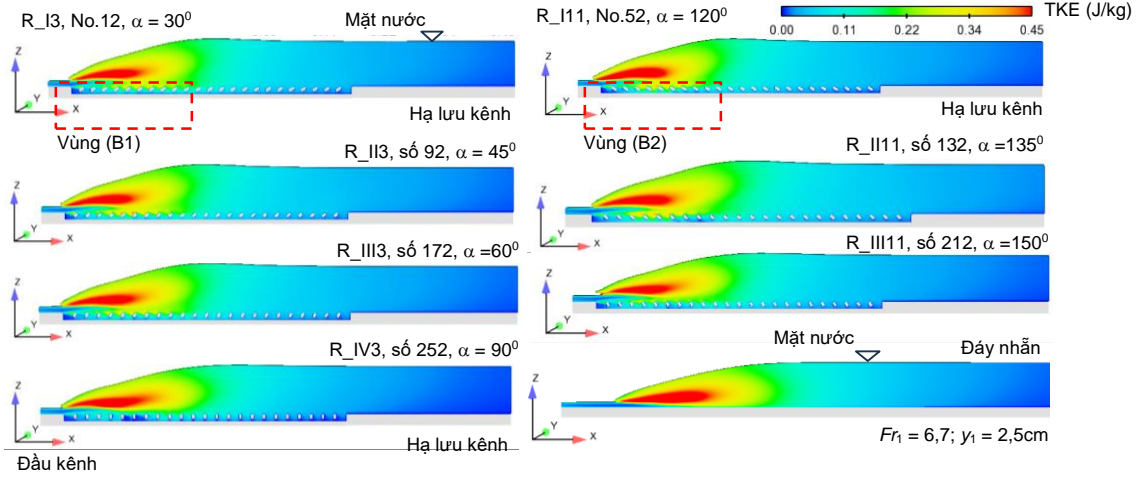 R_I3, No.12, α = 30⁰
Mặt nước
R_I11, No.52, α = 120⁰
TKE (J/kg)
0.00 0.11 0.22 0.34 0.45
Z
Y
X
Hạ lưu kênh
Vùng (B1)
Z
Y
X
Hạ lưu kênh
Vùng (B2)
R_II3, số 92, α = 45⁰
Z
Y
X
R_II11, số 132, α =135⁰
Z
Y
X
R_III3, số 172, α =60⁰
Z
Y
X
R_III11, số 212, α =150⁰
Z
Y
X
R_IV3, số 252, α = 90⁰
Z
Y
X
Hạ lưu kênh
Đầu kênh
Mặt nước
Đáy nhẵn
Z
Y
X
Fr₁ = 6,7; y₁ = 2,5cm